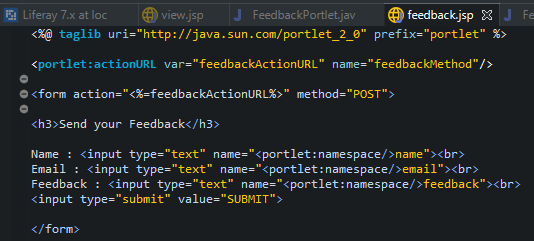 Liferay 7.x at loc
view.jsp
FeedbackPortlet.jav
feedback.jsp
<%@ taglib uri="http://java.sun.com/portlet_2_0" prefix="portlet" %>
<portlet:actionURL var="feedbackActionURL" name="feedbackMethod"/>
<form action="<%=feedbackActionURL%>" method="POST">
<h3>Send your Feedback</h3>
Name : <input type="text" name="<portlet:namespace/>name"><br>
Email : <input type="text" name="<portlet:namespace/>email"><br>
Feedback : <input type="text" name="<portlet:namespace/>feedback"><br>
<input type="submit" value="SUBMIT">
</form>